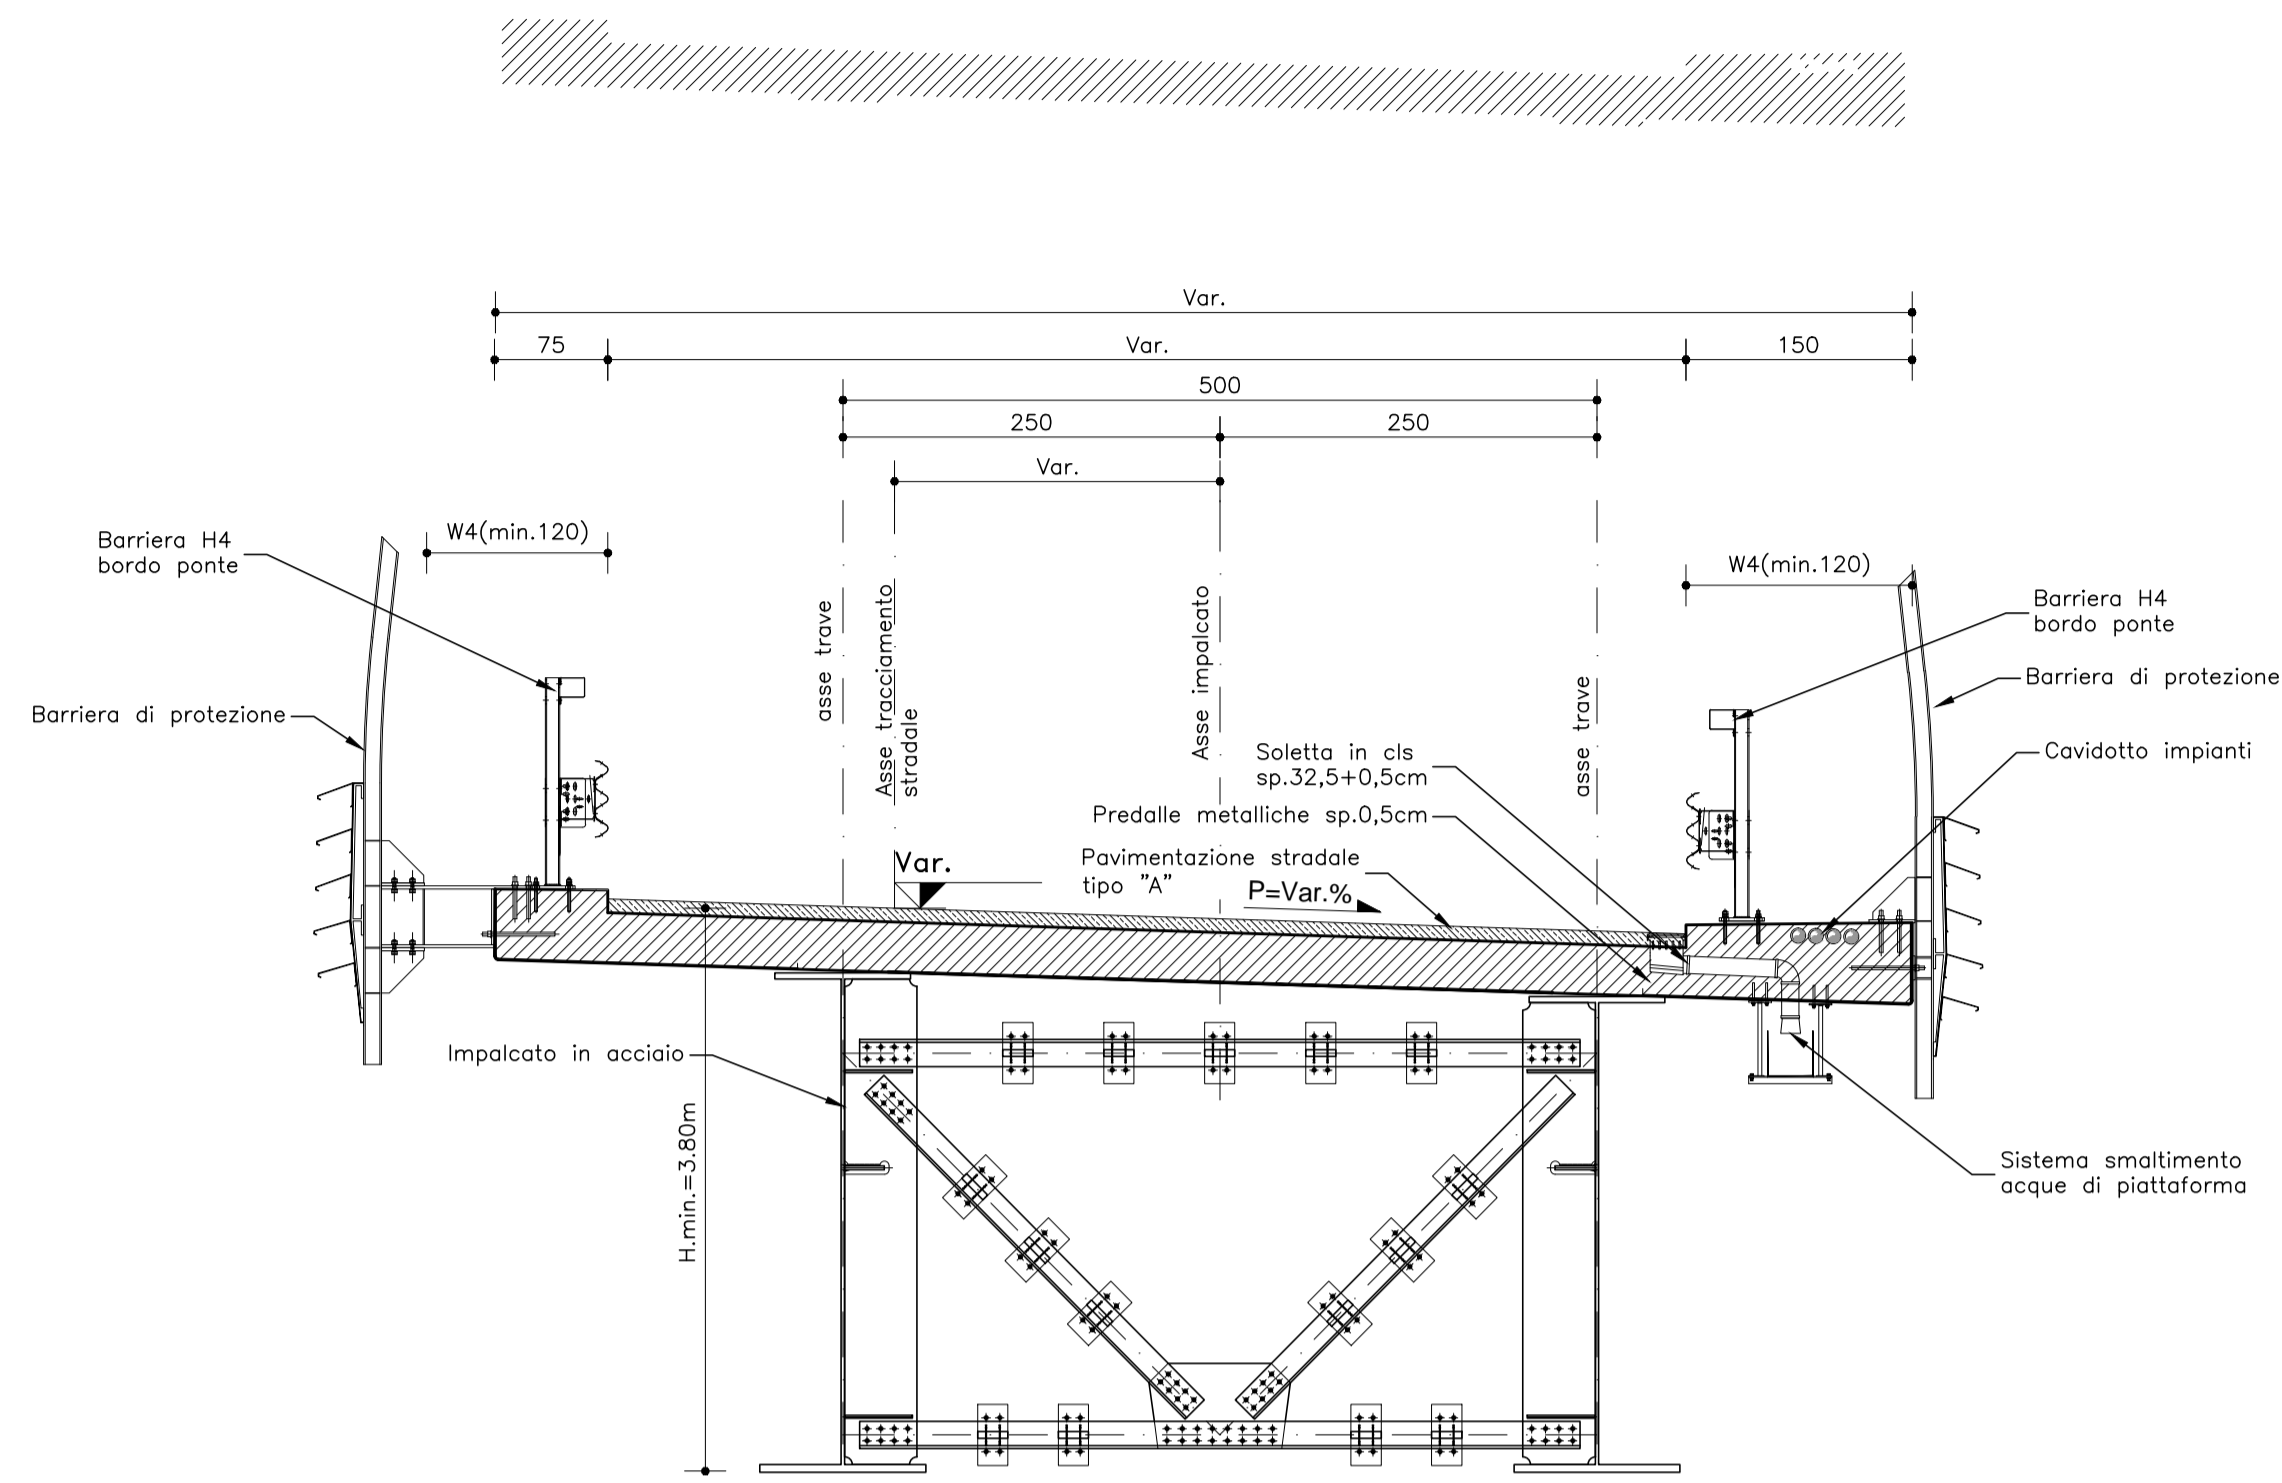 Var.
75
Var.
150
500
250
250
Var.
W4(min.120)
W4(min.120)
Barriera H4
bordo ponte
Barriera H4
bordo ponte
Barriera di protezione
Barriera di protezione
asse trave
Asse tracciamento
stradale
Asse impalcato
asse trave
Soletta in cls
sp.32,5+0,5cm
Cavidotto impianti
Predalle metalliche sp.0,5cm
Pavimentazione stradale
tipo "A"
Var.
P=Var.%
Impalcato in acciaio
H.min.=3.80m
Sistema smaltimento
acque di piattaforma